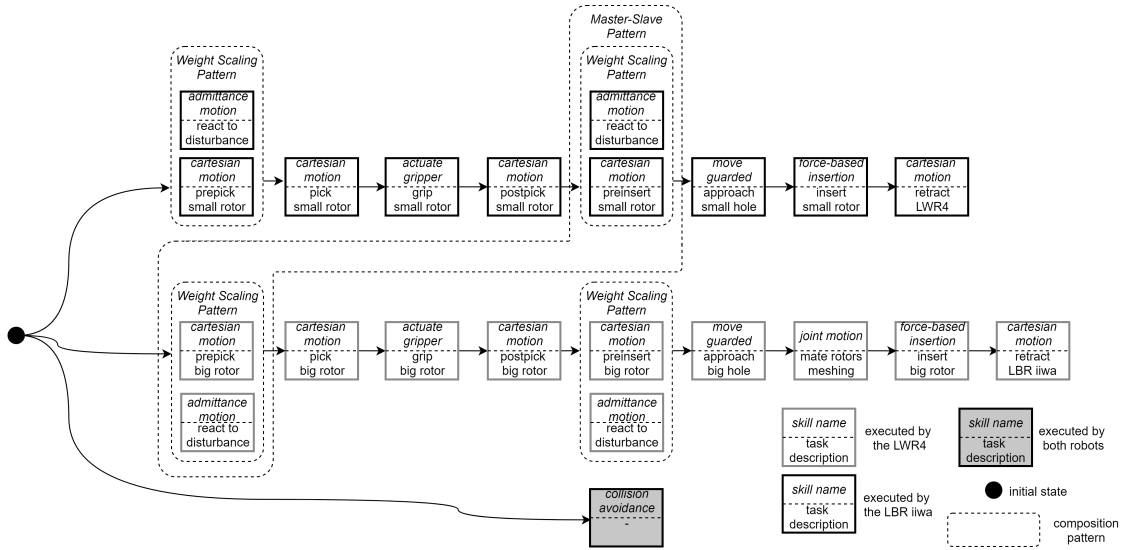 Master-Slave
Pattern
Weight Scaling
Pattern
admittance
motion
react to
disturbance
cartesian
motion
prepick
small rotor
cartesian
motion
pick
small rotor
actuate
gripper
grip
small rotor
cartesian
motion
postpick
small rotor
Weight Scaling
Pattern
admittance
motion
react to
disturbance
cartesian
motion
preinsert
small rotor
move
guarded
approach
small hole
force-based
insertion
insert
small rotor
cartesian
motion
retract
LWR4
Weight Scaling
Pattern
cartesian
motion
prepick
big rotor
admittance
motion
react to
disturbance
cartesian
motion
pick
big rotor
actuate
gripper
grip
big rotor
cartesian
motion
postpick
big rotor
Weight Scaling
Pattern
cartesian
motion
preinsert
big rotor
admittance
motion
react to
disturbance
move
guarded
approach
big hole
joint motion
mate rotors
meshing
force-based
insertion
insert
big rotor
cartesian
motion
retract
LBR iiwa
collision
avoidance
-
skill name
task
description
executed by
the LWR4
skill name
task
description
executed by
both robots
skill name
task
description
executed by
the LBR iiwa
initial state
composition
pattern